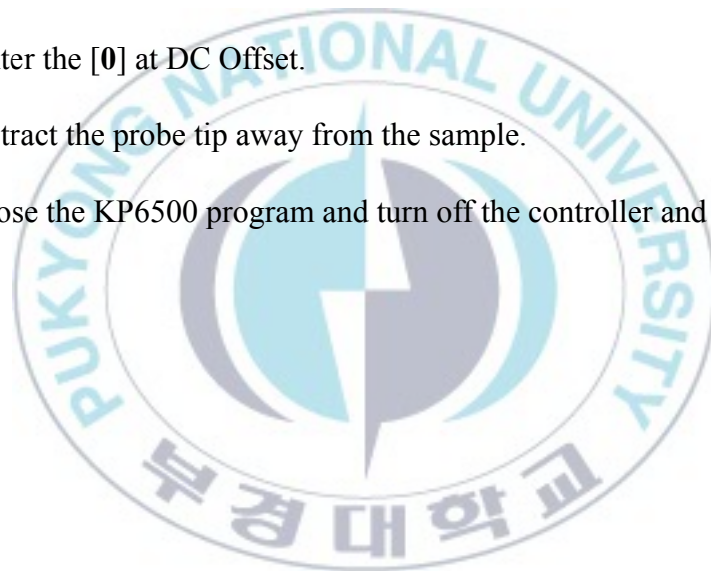 ter the [0] at DC Offset.
tract the probe tip away from the sample.
ose the KP6500 program and turn off the controller and
PUKYONG NATIONAL UNIVERSITY
부경대학교